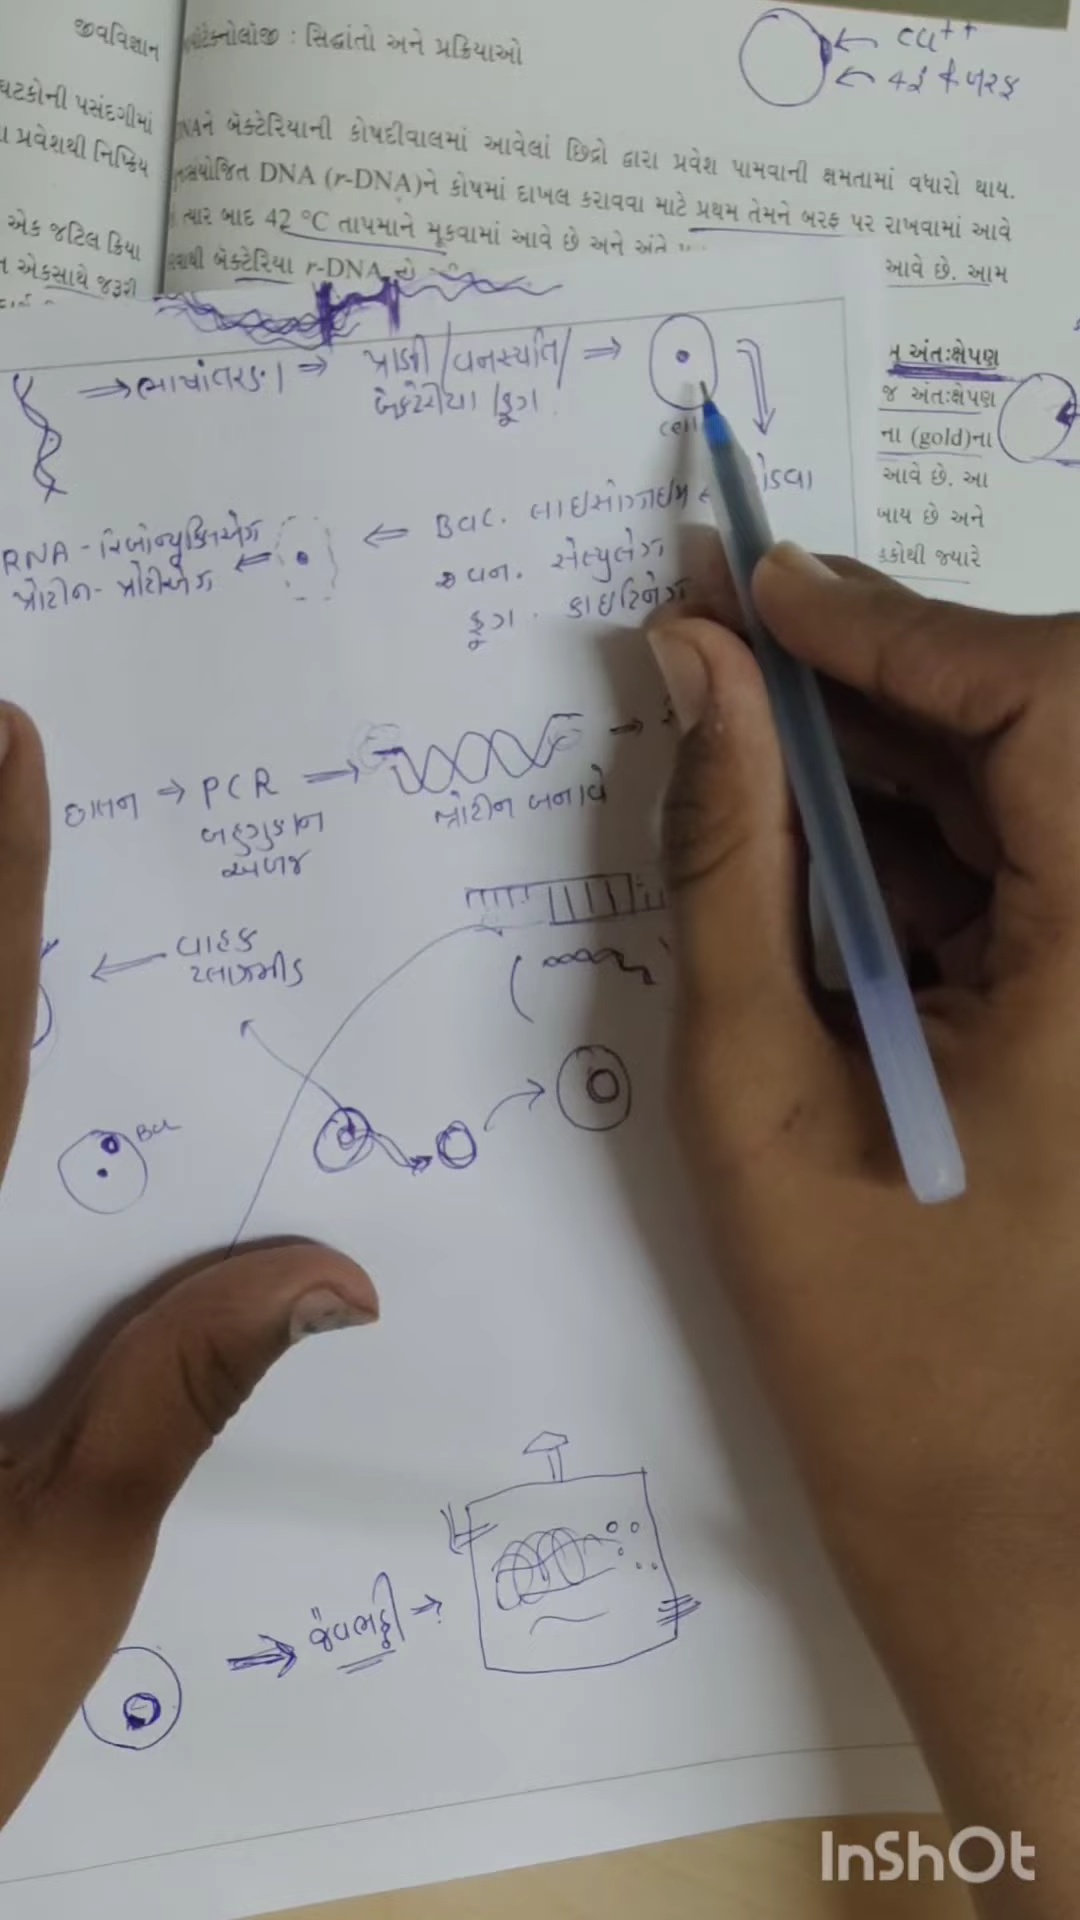 જીવવિજ્ઞાન
ઘટકોની પસંદગીમાં
પ્રવેશથી નિષ્ક્રિય
એક જટિલ ક્રિયા
એકસાથે જરૂરી
ટેક્નોલૉજી : સિદ્ધાંતો અને પ્રક્રિયાઓ
ca++
બરફ
DNAને બૅક્ટેરિયાની કોષદીવાલમાં આવેલાં છિદ્રો દ્વારા પ્રવેશ પામવાની ક્ષમતામાં વધારો થાય.
સંયોજિત DNA (r-DNA)ને કોષમાં દાખલ કરાવવા માટે પ્રથમ તેમને બરફ પર રાખવામાં આવે
ત્યાર બાદ 42 °C તાપમાને મૂકવામાં આવે છે અને અંતે
આવે છે. આમ
બૅક્ટેરિયા r-DNA
અંતઃક્ષેપણ
જ અંતઃક્ષેપણ
ના (gold)ના
આવે છે. આ
થાય છે અને
કોથી જ્યારે
⇒ ભાષાંતરણ ⇒ પ્રાણી / વનસ્પતિ / ⇒
બેક્ટેરીયા / ફૂગ
cell
Bac. લાઇસોઝાઇમ
વન. સેલ્યુલેઝ
ફૂગ. કાઇટિનેઝ
RNA - રિબોન્યુક્લિએઝ
પ્રોટીન - પ્રોટીએઝ
⇒ PCR →
બહુગુણન
પ્રોટીન બનાવે
વાહક
પ્લાઝમીડ
Bac
⇒ જૈવભઠ્ઠી →
InShOt